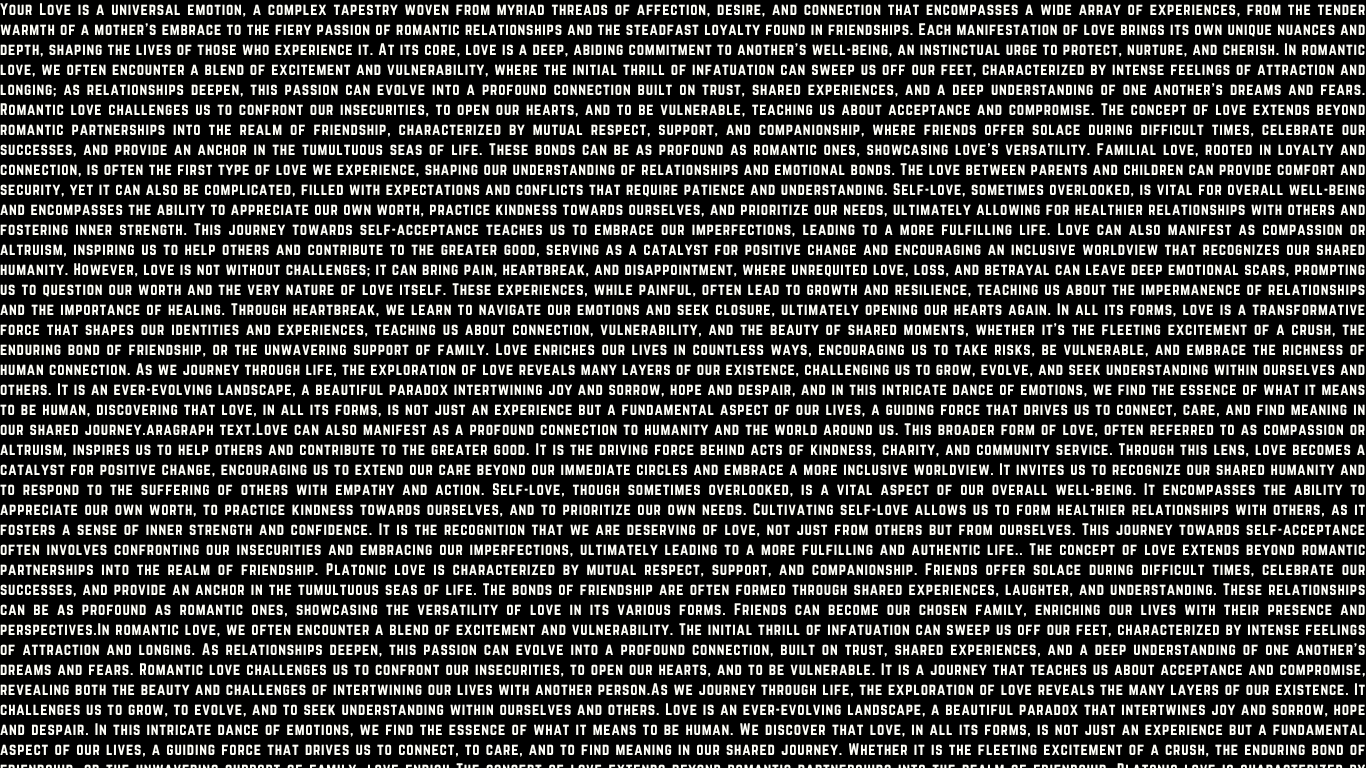 Your Love is a universal emotion, a complex tapestry woven from myriad threads of affection, desire, and connection that encompasses a wide array of experiences, from the tender
warmth of a mother's embrace to the fiery passion of romantic relationships and the steadfast loyalty found in friendships. Each manifestation of love brings its own unique nuances and
depth, shaping the lives of those who experience it. At its core, love is a deep, abiding commitment to another's well-being, an instinctual urge to protect, nurture, and cherish. In romantic
love, we often encounter a blend of excitement and vulnerability, where the initial thrill of infatuation can sweep us off our feet, characterized by intense feelings of attraction and
longing; as relationships deepen, this passion can evolve into a profound connection built on trust, shared experiences, and a deep understanding of one another's dreams and fears.
Romantic love challenges us to confront our insecurities, to open our hearts, and to be vulnerable, teaching us about acceptance and compromise. The concept of love extends beyond
romantic partnerships into the realm of friendship, characterized by mutual respect, support, and companionship, where friends offer solace during difficult times, celebrate our
successes, and provide an anchor in the tumultuous seas of life. These bonds can be as profound as romantic ones, showcasing love's versatility. Familial love, rooted in loyalty and
connection, is often the first type of love we experience, shaping our understanding of relationships and emotional bonds. The love between parents and children can provide comfort and
security, yet it can also be complicated, filled with expectations and conflicts that require patience and understanding. Self-love, sometimes overlooked, is vital for overall well-being
and encompasses the ability to appreciate our own worth, practice kindness towards ourselves, and prioritize our needs, ultimately allowing for healthier relationships with others and
fostering inner strength. This journey towards self-acceptance teaches us to embrace our imperfections, leading to a more fulfilling life. Love can also manifest as compassion or
altruism, inspiring us to help others and contribute to the greater good, serving as a catalyst for positive change and encouraging an inclusive worldview that recognizes our shared
humanity. However, love is not without challenges; it can bring pain, heartbreak, and disappointment, where unrequited love, loss, and betrayal can leave deep emotional scars, prompting
us to question our worth and the very nature of love itself. These experiences, while painful, often lead to growth and resilience, teaching us about the impermanence of relationships
and the importance of healing. Through heartbreak, we learn to navigate our emotions and seek closure, ultimately opening our hearts again. In all its forms, love is a transformative
force that shapes our identities and experiences, teaching us about connection, vulnerability, and the beauty of shared moments, whether it's the fleeting excitement of a crush, the
enduring bond of friendship, or the unwavering support of family. Love enriches our lives in countless ways, encouraging us to take risks, be vulnerable, and embrace the richness of
human connection. As we journey through life, the exploration of love reveals many layers of our existence, challenging us to grow, evolve, and seek understanding within ourselves and
others. It is an ever-evolving landscape, a beautiful paradox intertwining joy and sorrow, hope and despair, and in this intricate dance of emotions, we find the essence of what it means
to be human, discovering that love, in all its forms, is not just an experience but a fundamental aspect of our lives, a guiding force that drives us to connect, care, and find meaning in
our shared journey.aragraph text.Love can also manifest as a profound connection to humanity and the world around us. This broader form of love, often referred to as compassion or
altruism, inspires us to help others and contribute to the greater good. It is the driving force behind acts of kindness, charity, and community service. Through this lens, love becomes a
catalyst for positive change, encouraging us to extend our care beyond our immediate circles and embrace a more inclusive worldview. It invites us to recognize our shared humanity and
to respond to the suffering of others with empathy and action. Self-love, though sometimes overlooked, is a vital aspect of our overall well-being. It encompasses the ability to
appreciate our own worth, to practice kindness towards ourselves, and to prioritize our own needs. Cultivating self-love allows us to form healthier relationships with others, as it
fosters a sense of inner strength and confidence. It is the recognition that we are deserving of love, not just from others but from ourselves. This journey towards self-acceptance
often involves confronting our insecurities and embracing our imperfections, ultimately leading to a more fulfilling and authentic life.. The concept of love extends beyond romantic
partnerships into the realm of friendship. Platonic love is characterized by mutual respect, support, and companionship. Friends offer solace during difficult times, celebrate our
successes, and provide an anchor in the tumultuous seas of life. The bonds of friendship are often formed through shared experiences, laughter, and understanding. These relationships
can be as profound as romantic ones, showcasing the versatility of love in its various forms. Friends can become our chosen family, enriching our lives with their presence and
perspectives.In romantic love, we often encounter a blend of excitement and vulnerability. The initial thrill of infatuation can sweep us off our feet, characterized by intense feelings
of attraction and longing. As relationships deepen, this passion can evolve into a profound connection, built on trust, shared experiences, and a deep understanding of one another's
dreams and fears. Romantic love challenges us to confront our insecurities, to open our hearts, and to be vulnerable. It is a journey that teaches us about acceptance and compromise,
revealing both the beauty and challenges of intertwining our lives with another person.As we journey through life, the exploration of love reveals the many layers of our existence. It
challenges us to grow, to evolve, and to seek understanding within ourselves and others. Love is an ever-evolving landscape, a beautiful paradox that intertwines joy and sorrow, hope
and despair. In this intricate dance of emotions, we find the essence of what it means to be human. We discover that love, in all its forms, is not just an experience but a fundamental
aspect of our lives, a guiding force that drives us to connect, to care, and to find meaning in our shared journey. Whether it is the fleeting excitement of a crush, the enduring bond of
friendship, or the unwavering support of family, love enrich The concept of love extends beyond romantic partnerships into the realm of friendship. Platonic love is characterized by